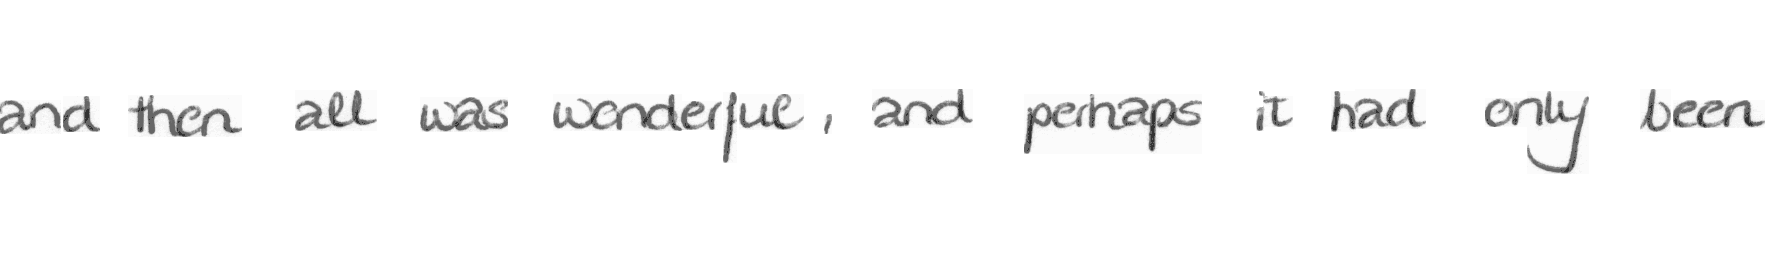 and then all was wonderful, and perhaps it had only been